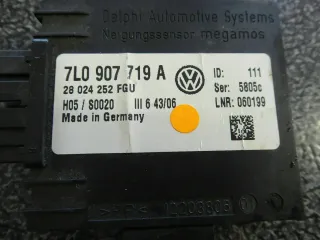 Delphi Automotive Systems
Neigungssensor megamos
7L0 907 719 A
28 024 252 FGU
H05 / S0020 III 6 43/06
Made in Germany
ID: 111
Ser: 5805c
LNR: 060199